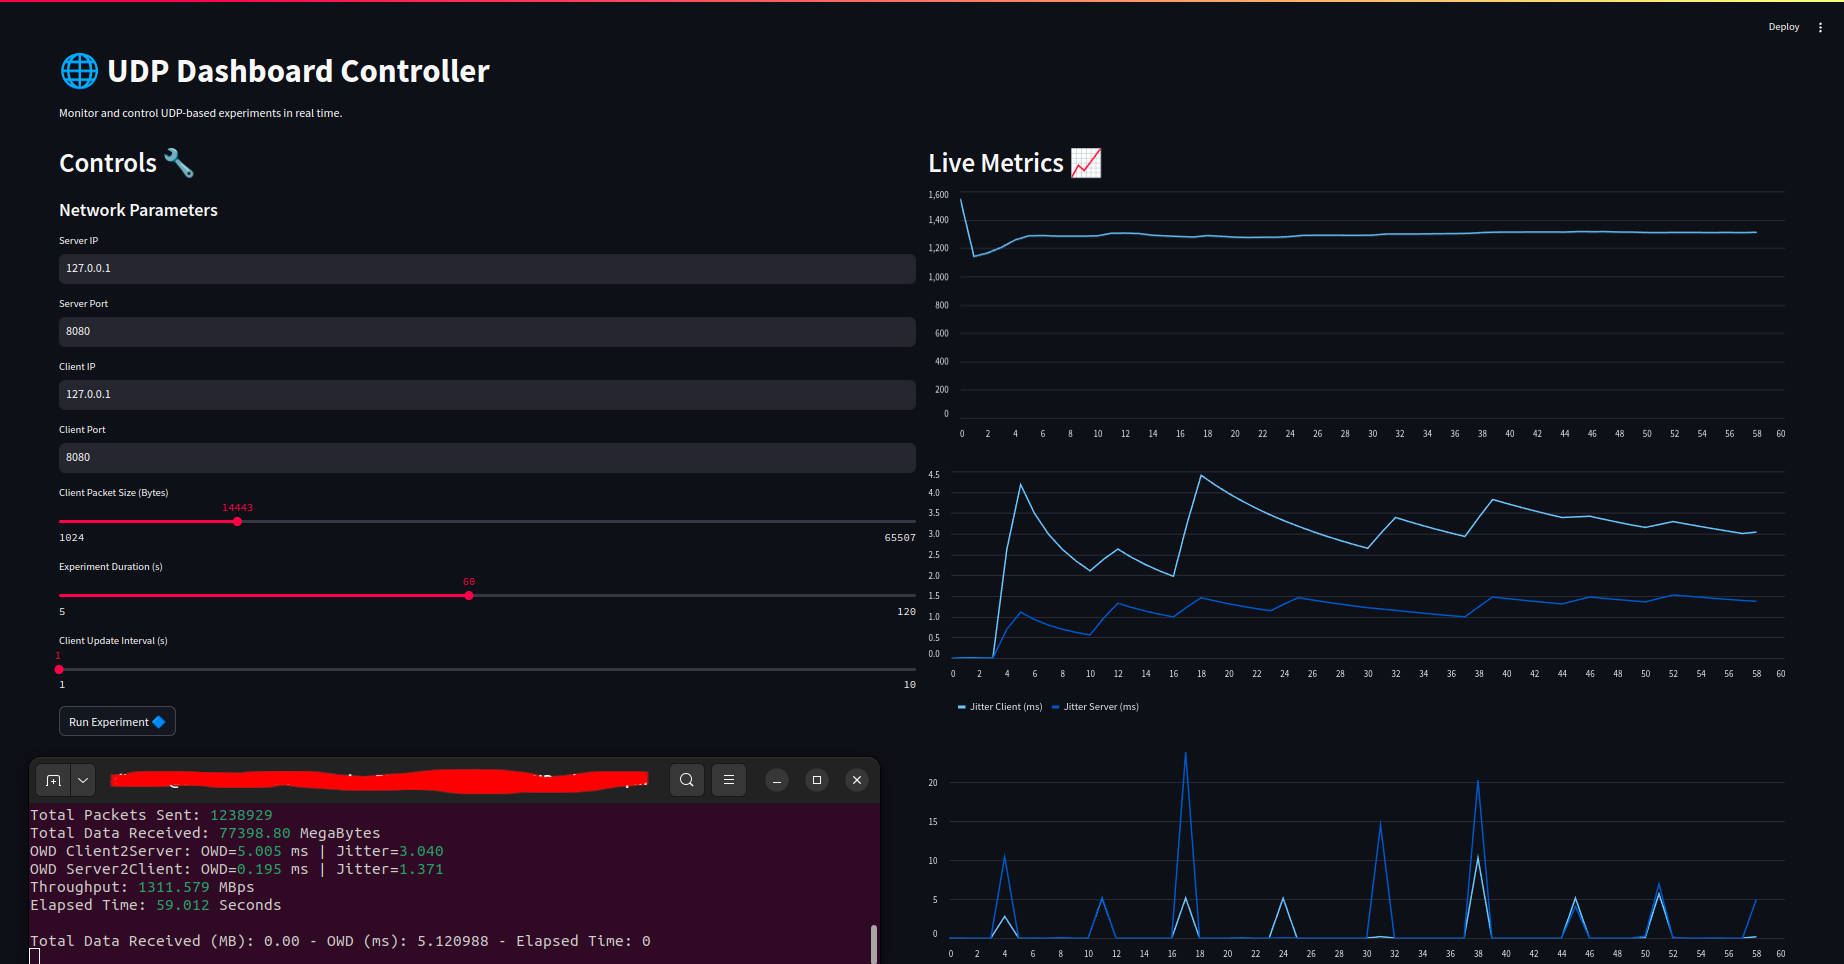 Deploy
UDP Dashboard Controller
Monitor and control UDP-based experiments in real time.
Controls
Network Parameters
Server IP
127.0.0.1
Server Port
8080
Client IP
127.0.0.1
Client Port
8080
Client Packet Size (Bytes)
14443
1024 65507
Experiment Duration (s)
60
5 120
Client Update Interval (s)
1
1 10
Run Experiment
Total Packets Sent: 1238929
Total Data Received: 77398.80 MegaBytes
OWD Client2Server: OWD=5.005 ms | Jitter=3.040
OWD Server2Client: OWD=0.195 ms | Jitter=1.371
Throughput: 1311.579 MBps
Elapsed Time: 59.012 Seconds
Total Data Received (MB): 0.00 - OWD (ms): 5.120988 - Elapsed Time: 0
Live Metrics
1,600
1,400
1,200
1,000
800
600
400
200
0
0 2 4 6 8 10 12 14 16 18 20 22 24 26 28 30 32 34 36 38 40 42 44 46 48 50 52 54 56 58 60
4.5
4.0
3.5
3.0
2.5
2.0
1.5
1.0
0.5
0.0
0 2 4 6 8 10 12 14 16 18 20 22 24 26 28 30 32 34 36 38 40 42 44 46 48 50 52 54 56 58 60
Jitter Client (ms) Jitter Server (ms)
20
15
10
5
0
0 2 4 6 8 10 12 14 16 18 20 22 24 26 28 30 32 34 36 38 40 42 44 46 48 50 52 54 56 58 60